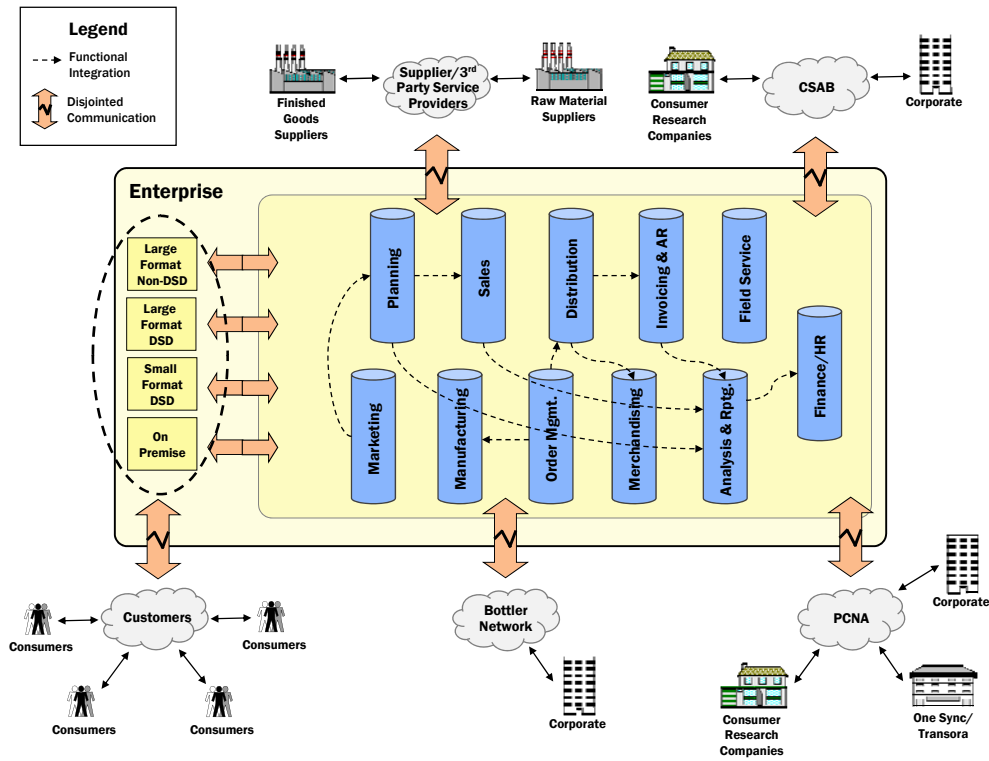 Legend
Functional
Integration
Disjointed
Communication
Finished
Goods
Suppliers
Supplier/3rd
Party Service
Providers
Raw Material
Suppliers
Consumer
Research
Companies
CSAB
Corporate
Enterprise
Large
Format
Non-DSD
Large
Format
DSD
Small
Format
DSD
On
Premise
Planning
Sales
Distribution
Invoicing & AR
Field Service
Finance/HR
Marketing
Manufacturing
Order Mgmt.
Merchandising
Analysis & Rptg.
Customers
Consumers
Consumers
Consumers
Consumers
Bottler
Network
Corporate
PCNA
Corporate
Consumer
Research
Companies
One Sync/
Transora